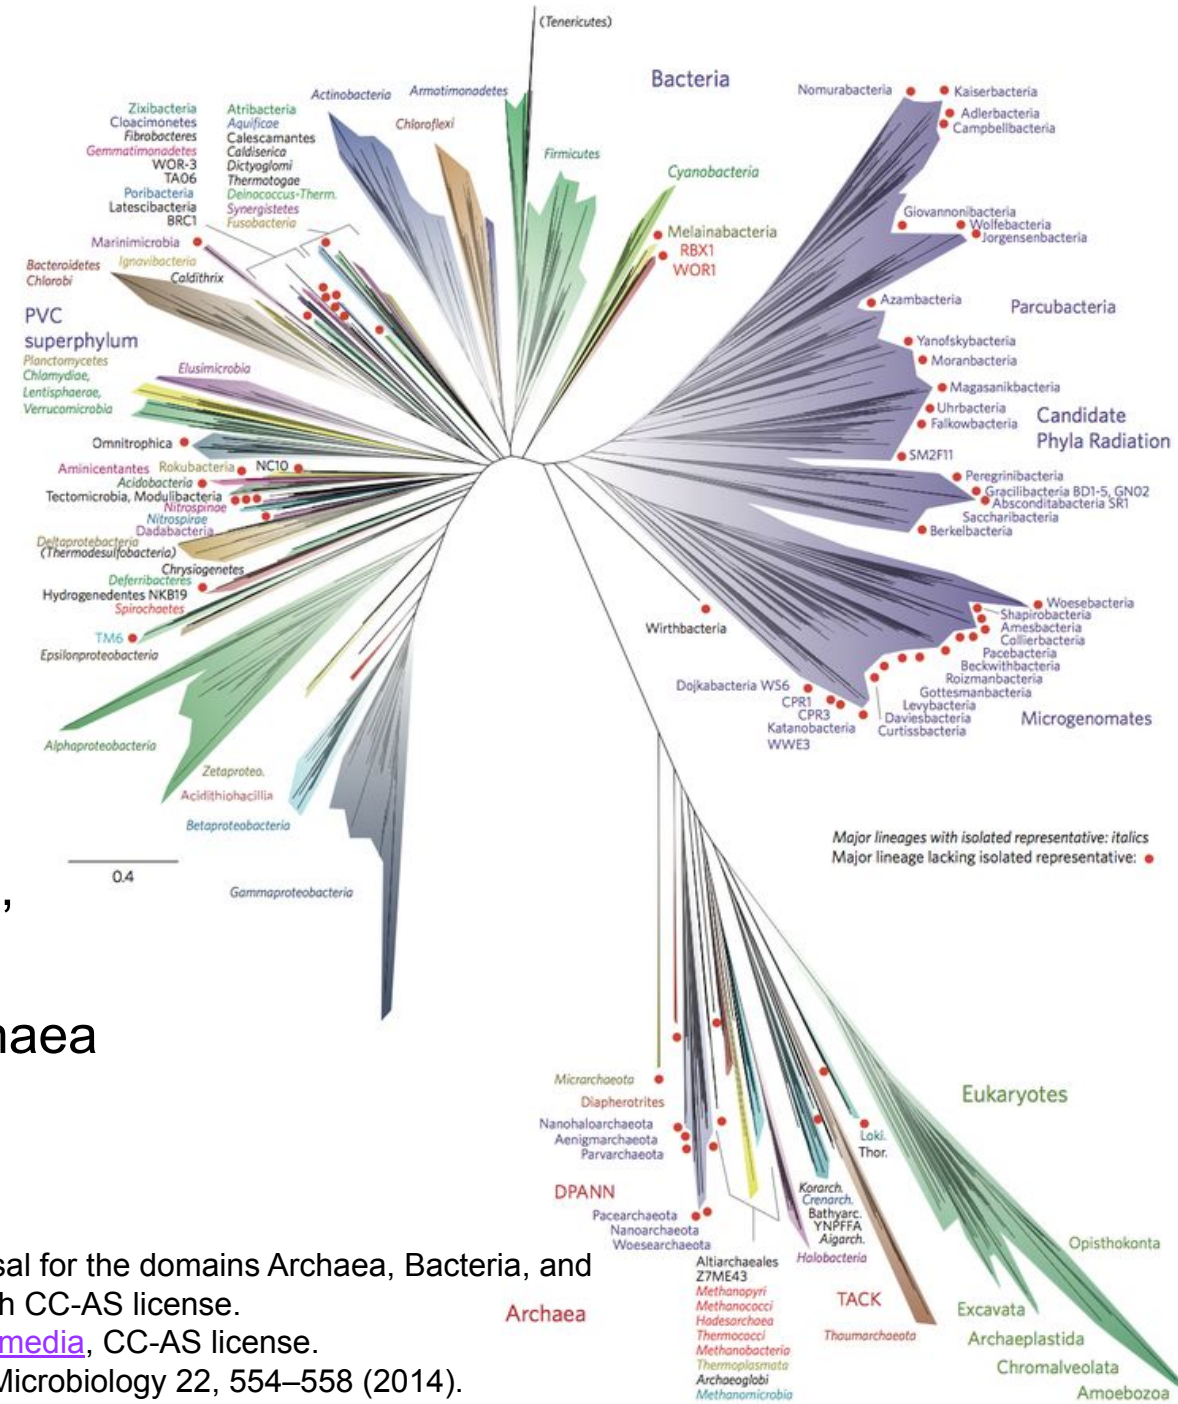 (Tenericutes)
Bacteria
Actinobacteria
Armatimonadetes
Chloroflexi
Firmicutes
Cyanobacteria
Melainabacteria
RBX1
WOR1
Zixibacteria
Cloacimonetes
Fibrobacteres
Gemmatimonadetes
WOR-3
TA06
Poribacteria
Latescibacteria
BRC1
Atribacteria
Aquificae
Calescamantes
Caldiserica
Dictyoglomi
Thermotogae
Deinococcus-Therm.
Synergistetes
Fusobacteria
Marinimicrobia
Ignavibacteria
Bacteroidetes
Chlorobi
Caldithrix
PVC
superphylum
Planctomycetes
Chlamydiae,
Lentisphaerae,
Verrucomicrobia
Elusimicrobia
Omnitrophica
Aminicentantes
Rokubacteria
NC10
Acidobacteria
Tectomicrobia, Modulibacteria
Nitrospinae
Nitrospirae
Dadabacteria
Deltaprotebacteria
(Thermodesulfobacteria)
Chrysiogenetes
Deferribacteres
Hydrogenedentes NKB19
Spirochaetes
TM6
Epsilonproteobacteria
Alphaproteobacteria
Zetaproteo.
Acidithiobacillia
Betaproteobacteria
Gammaproteobacteria
0.4
Nomurabacteria
Kaiserbacteria
Adlerbacteria
Campbellbacteria
Giovannonibacteria
Wolfebacteria
Jorgensenbacteria
Azambacteria
Parcubacteria
Yanofskybacteria
Moranbacteria
Magasanikbacteria
Uhrbacteria
Falkowbacteria
Candidate
Phyla Radiation
SM2F11
Peregrinibacteria
Gracilibacteria BD1-5, GN02
Absconditabacteria SR1
Saccharibacteria
Berkelbacteria
Woesebacteria
Shapirobacteria
Amesbacteria
Collierbacteria
Pacebacteria
Beckwithbacteria
Roizmanbacteria
Gottesmanbacteria
Levybacteria
Daviesbacteria
Curtissbacteria
Microgenomates
Wirthbacteria
Dojkabacteria WS6
CPR1
CPR3
Katanobacteria
WWE3
Major lineages with isolated representative: italics
Major lineage lacking isolated representative:
,
haea
Micrarchaeota
Diapherotrites
Nanohaloarchaeota
Aenigmarchaeota
Parvarchaeota
DPANN
Pacearchaeota
Nanoarchaeota
Woesearchaeota
Altiarchaeales
Z7ME43
Methanopyri
Methanococci
Hadesarchaea
Thermococci
Methanobacteria
Thermoplasmata
Archaeoglobi
Methanomicrobia
Halobacteria
Korarch.
Crenarch.
Bathyarc.
YNPFFA
Aigarch.
Loki.
Thor.
TACK
Thaumarchaeota
Archaea
Eukaryotes
Opisthokonta
Excavata
Archaeplastida
Chromalveolata
Amoebozoa
sal for the domains Archaea, Bacteria, and
h CC-AS license.
media, CC-AS license.
Microbiology 22, 554–558 (2014).